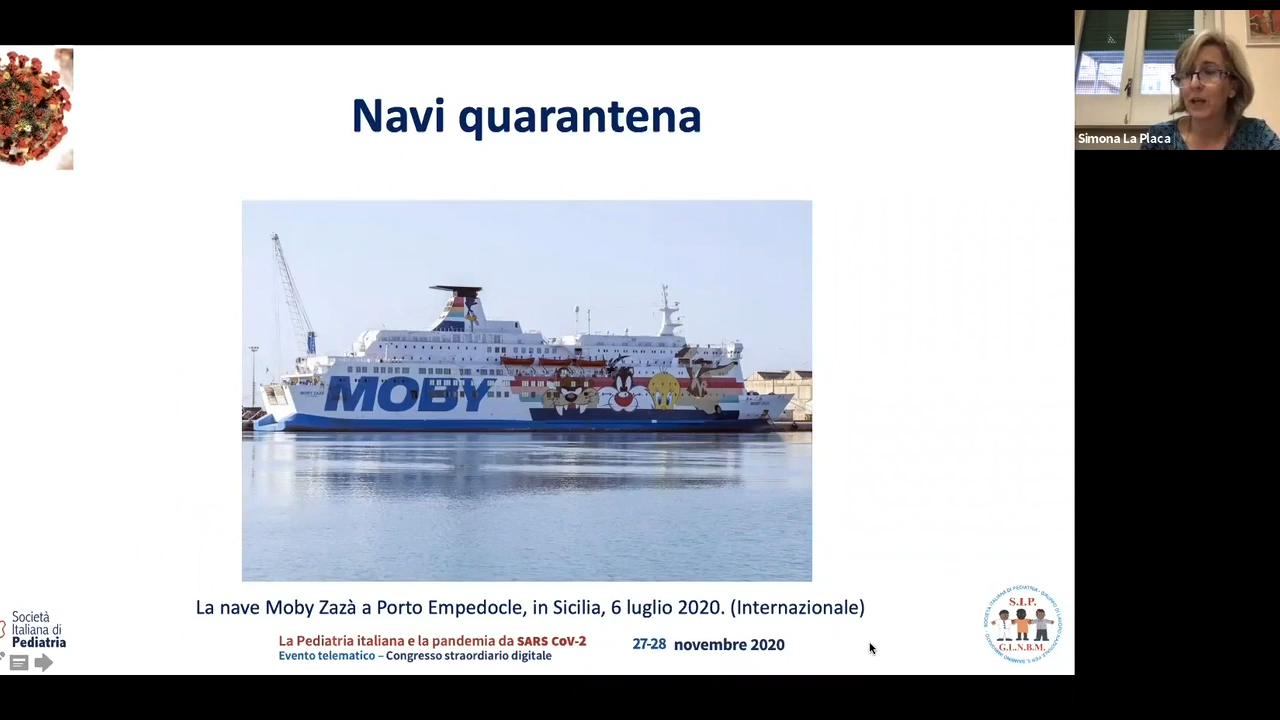 Navi quarantena
Simona La Placa
MOBY
La nave Moby Zazà a Porto Empedocle, in Sicilia, 6 luglio 2020. (Internazionale)
Società
Italiana di
Pediatria
La Pediatria italiana e la pandemia da SARS CoV-2
27-28 novembre 2020
Evento telematico – Congresso straordinario digitale
S.I.P.
G.L.N.B.M.